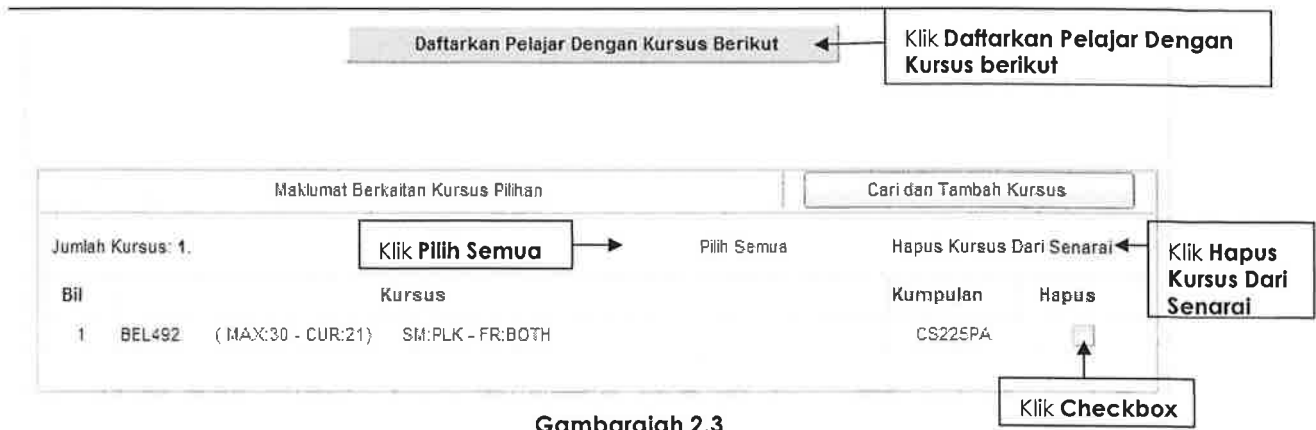 Daftarkan Pelajar Dengan Kursus Berikut
Klik Daftarkan Pelajar Dengan
Kursus berikut
Maklumat Berkaitan Kursus Pilihan
Cari dan Tambah Kursus
Jumlah Kursus: 1.
Klik Pilih Semua
Pilih Semua
Hapus Kursus Dari Senarai
Klik Hapus
Kursus Dari
Senarai
Bil
Kursus
Kumpulan
Hapus
1 BEL492 ( MAX:30 - CUR:21) SM:PLK - FR:BOTH CS225PA
Klik Checkbox
Gambarajah 2.3